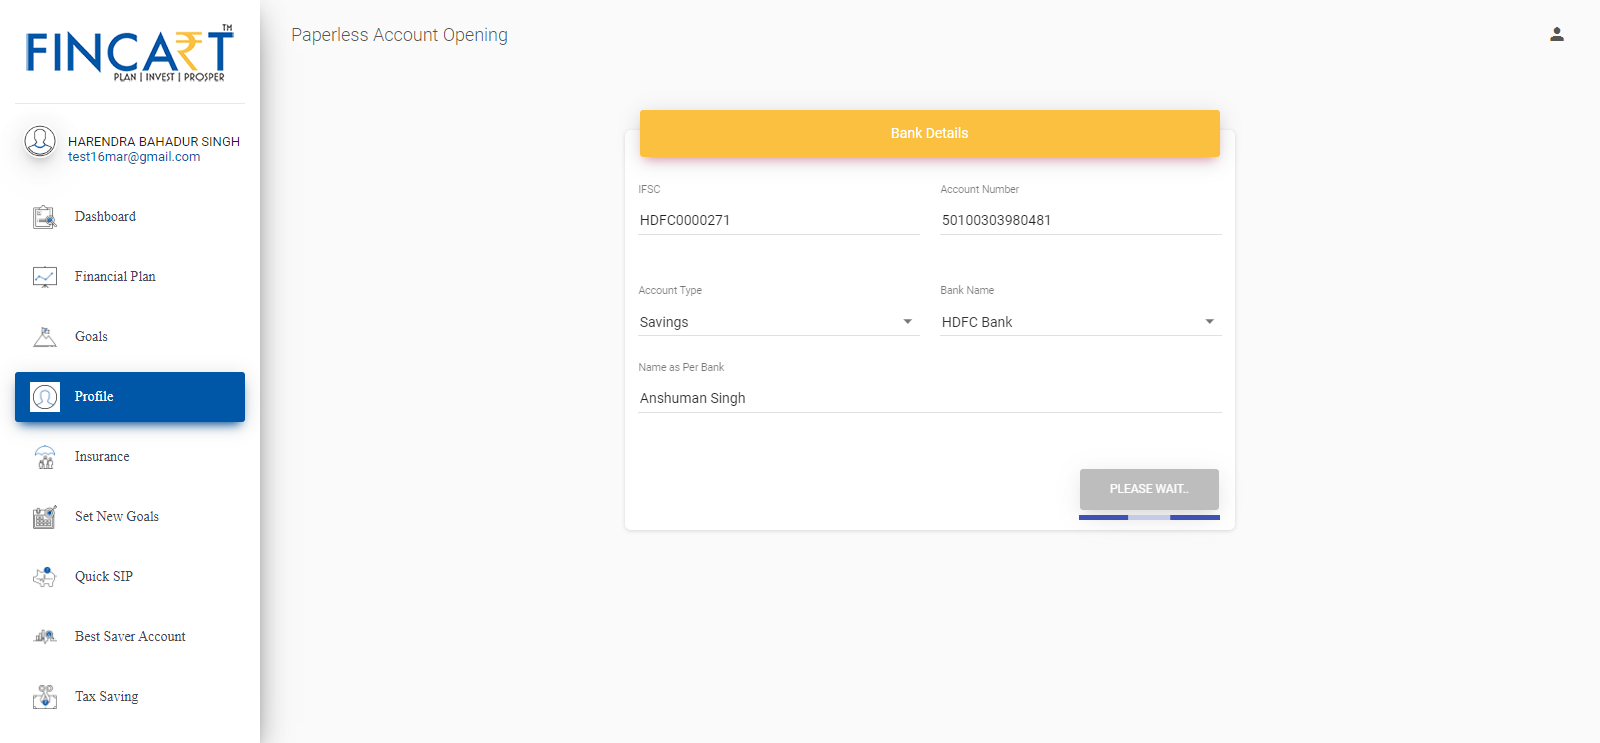 FINCART™
PLAN | INVEST | PROSPER
HARENDRA BAHADUR SINGH
test16mar@gmail.com
Dashboard
Financial Plan
Goals
Profile
Insurance
Set New Goals
Quick SIP
Best Saver Account
Tax Saving
Paperless Account Opening
Bank Details
IFSC
Account Number
HDFC0000271
50100303980481
Account Type
Bank Name
Savings
HDFC Bank
Name as Per Bank
Anshuman Singh
PLEASE WAIT..